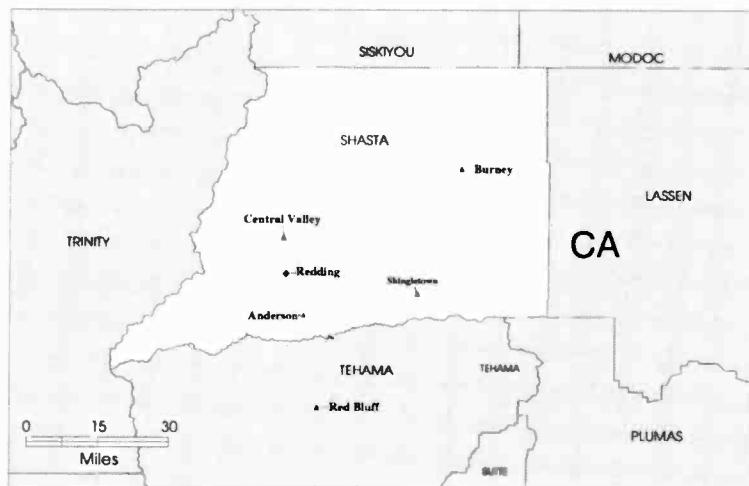 SISKIYOU
MODOC
SHASTA
Burney
LASSEN
Central Valley
TRINITY
CA
Redding
Shingletown
Anderson
TEHAMA
TEHAMA
Red Bluff
0 15 30
Miles
PLUMAS